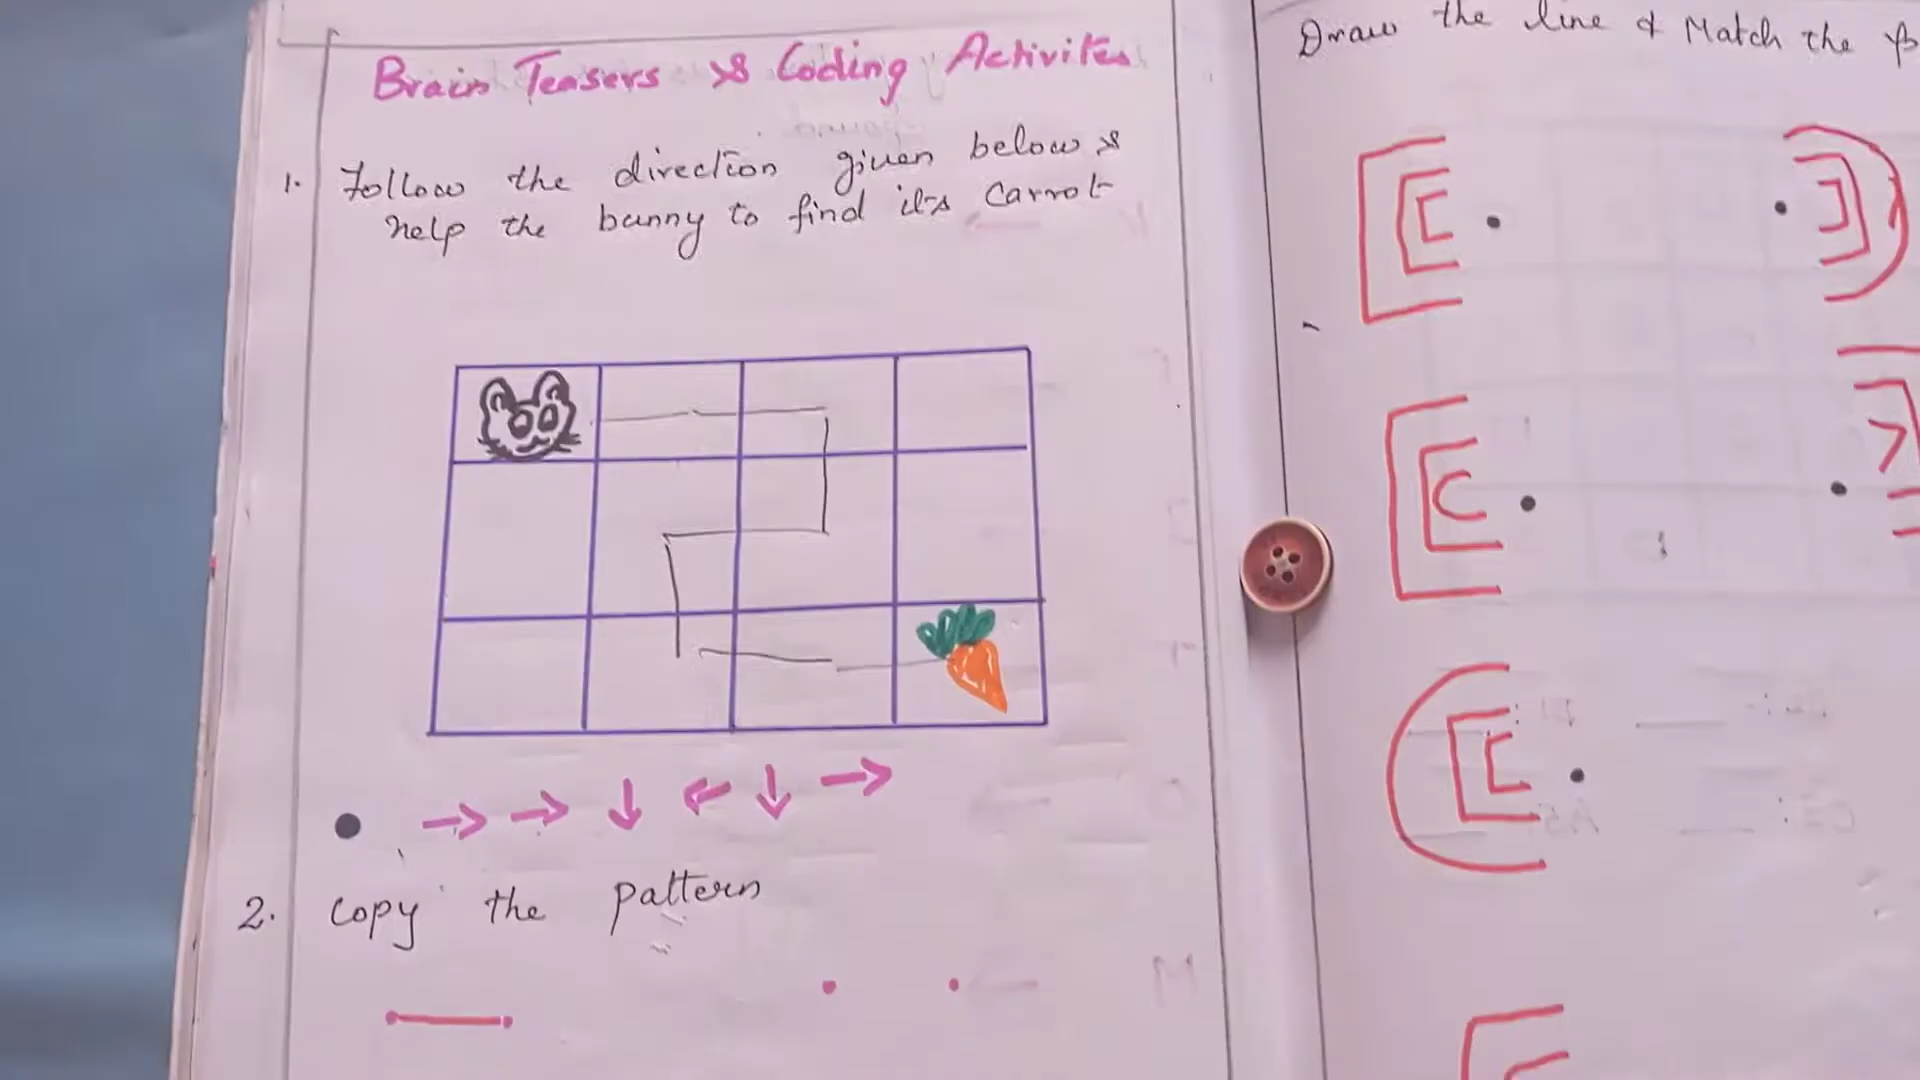 Brain Teasers & Coding Activites
1. Follow the direction given below &
help the bunny to find its carrot
→ → ↓ ← ↓ →
2. Copy the pattern
Draw the line & Match the